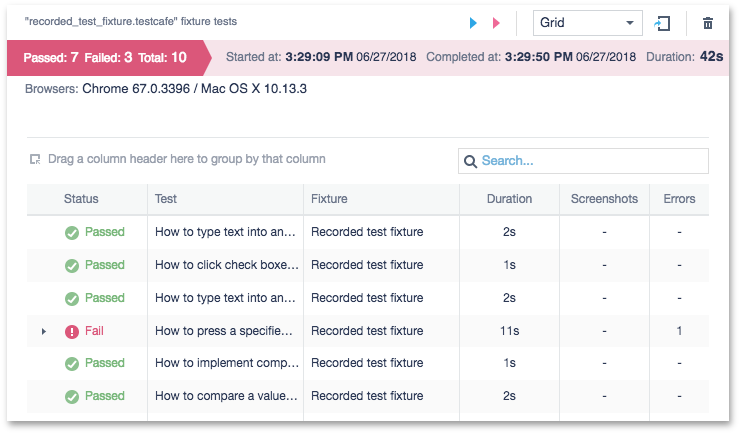 "recorded_test_fixture.testcafe" fixture tests Grid
Passed: 7 Failed: 3 Total: 10 Started at: 3:29:09 PM 06/27/2018 Completed at: 3:29:50 PM 06/27/2018 Duration: 42s
Browsers: Chrome 67.0.3396 / Mac OS X 10.13.3
Drag a column header here to group by that column Search...
Status Test Fixture Duration Screenshots Errors
Passed How to type text into an... Recorded test fixture 2s - -
Passed How to click check boxe... Recorded test fixture 1s - -
Passed How to type text into an... Recorded test fixture 2s - -
Fail How to press a specifie... Recorded test fixture 11s - 1
Passed How to implement comp... Recorded test fixture 1s - -
Passed How to compare a value... Recorded test fixture 2s - -